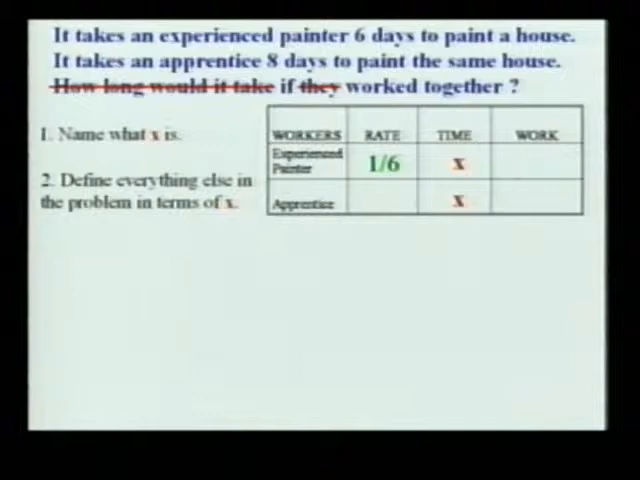 It takes an experienced painter 6 days to paint a house.
It takes an apprentice 8 days to paint the same house.
How long would it take if they worked together ?
1. Name what x is.
2. Define everything else in
the problem in terms of x.
WORKERS RATE TIME WORK
Experienced
Painter 1/6 x
Apprentice x